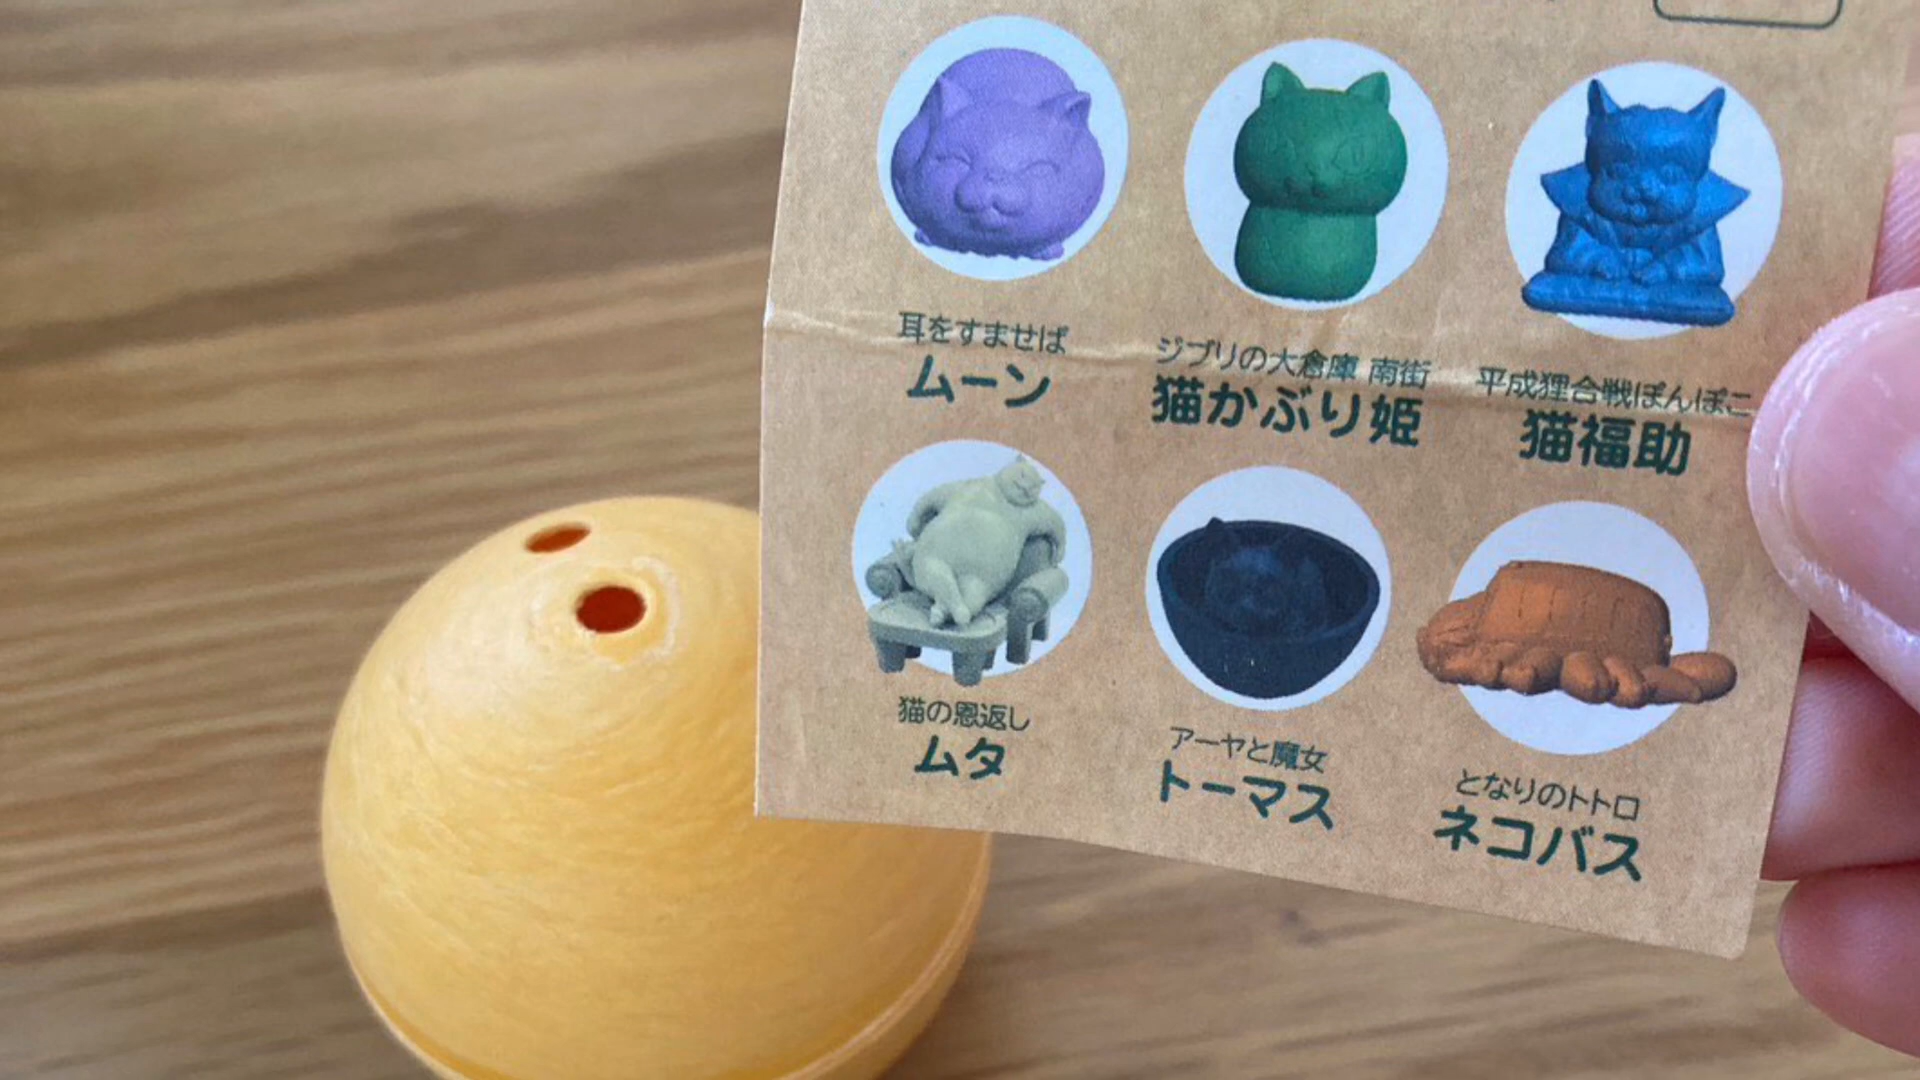 耳をすませば
ムーン
ジブリの大倉庫 南街
猫かぶり姫
平成狸合戦ぽんぽこ
猫福助
猫の恩返し
ムタ
アーヤと魔女
トーマス
となりのトトロ
ネコバス